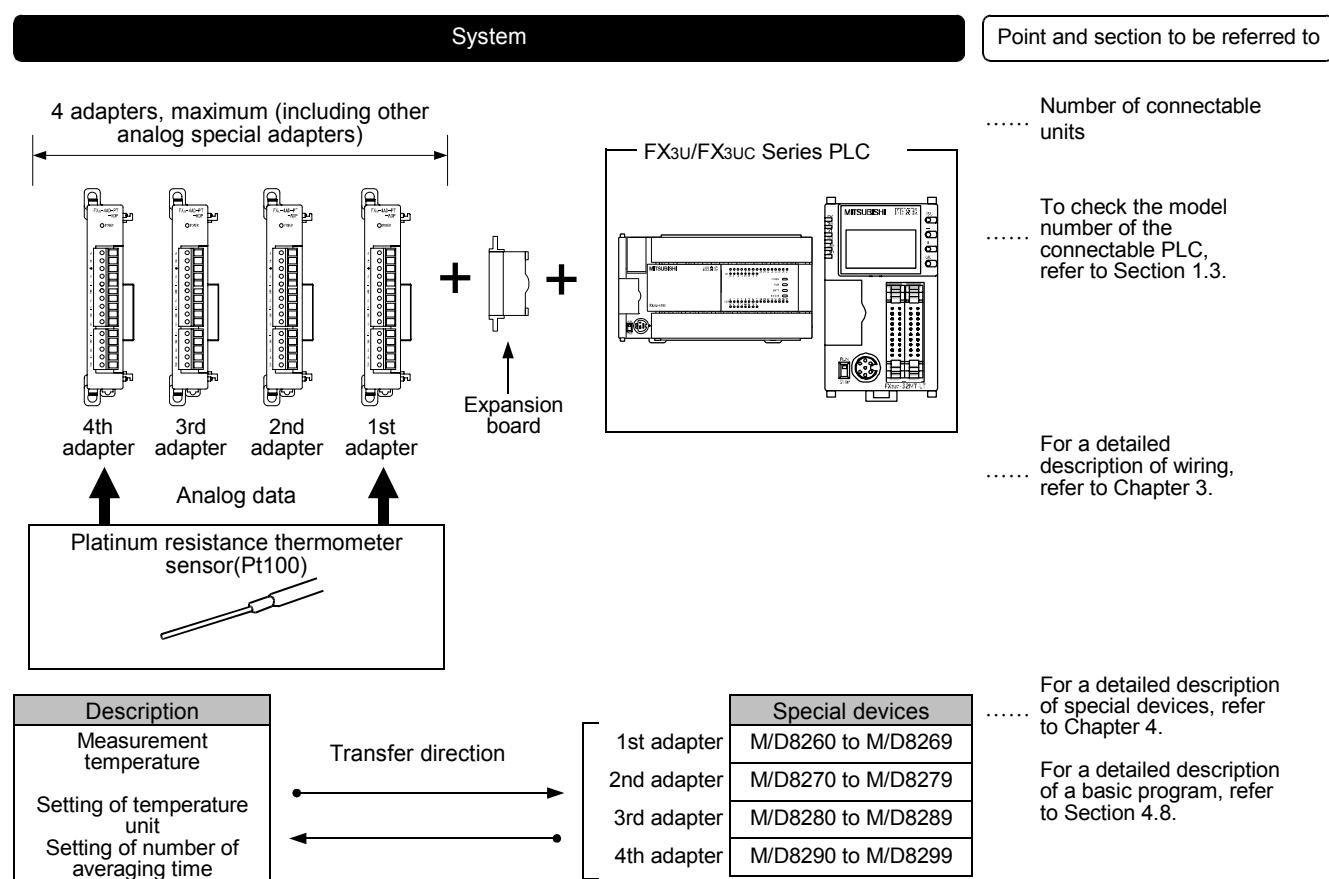 System
Point and section to be referred to
4 adapters, maximum (including other
analog special adapters)
FX3U/FX3UC Series PLC
MITSUBISHI
MITSUBISHI
4th
adapter
3rd
adapter
2nd
adapter
1st
adapter
Expansion
board
Analog data
Platinum resistance thermometer
sensor(Pt100)
Number of connectable
units
To check the model
number of the
connectable PLC,
refer to Section 1.3.
For a detailed
description of wiring,
refer to Chapter 3.
For a detailed description
of special devices, refer
to Chapter 4.
For a detailed description
of a basic program, refer
to Section 4.8.
Description
Measurement
temperature
Setting of temperature
unit
Setting of number of
averaging time
Transfer direction
Special devices
1st adapter M/D8260 to M/D8269
2nd adapter M/D8270 to M/D8279
3rd adapter M/D8280 to M/D8289
4th adapter M/D8290 to M/D8299